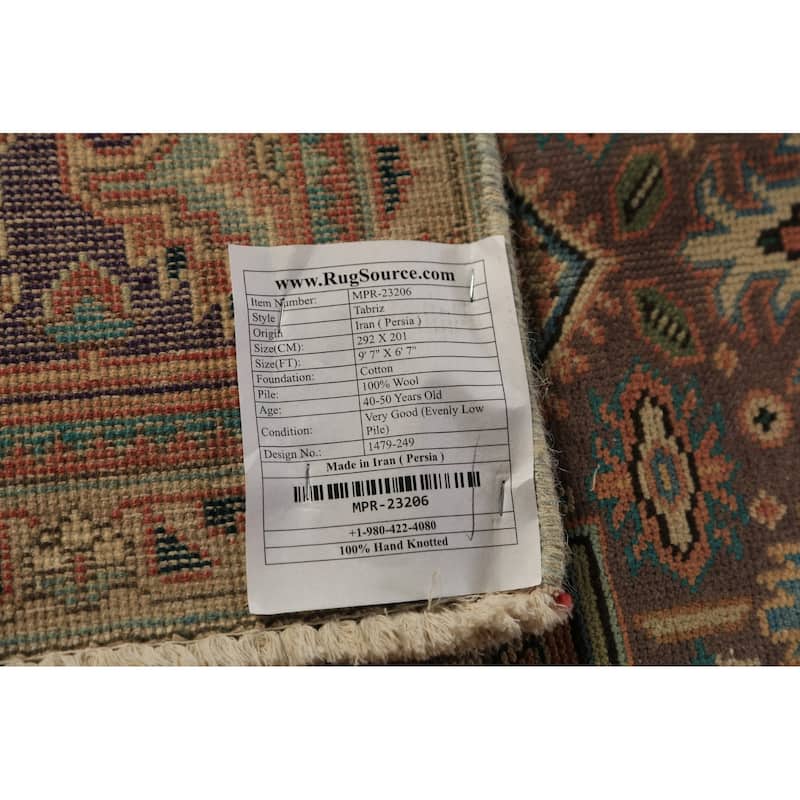 www.RugSource.com
Item Number: MPR-23206
Style Tabriz
Origin Iran ( Persia )
Size(CM): 292 X 201
Size(FT): 9' 7" X 6' 7"
Foundation: Cotton
Pile: 100% Wool
Age: 40-50 Years Old
Condition: Very Good (Evenly Low
Pile)
Design No.: 1479-249
Made in Iran ( Persia )
MPR-23206
+1-980-422-4080
100% Hand Knotted